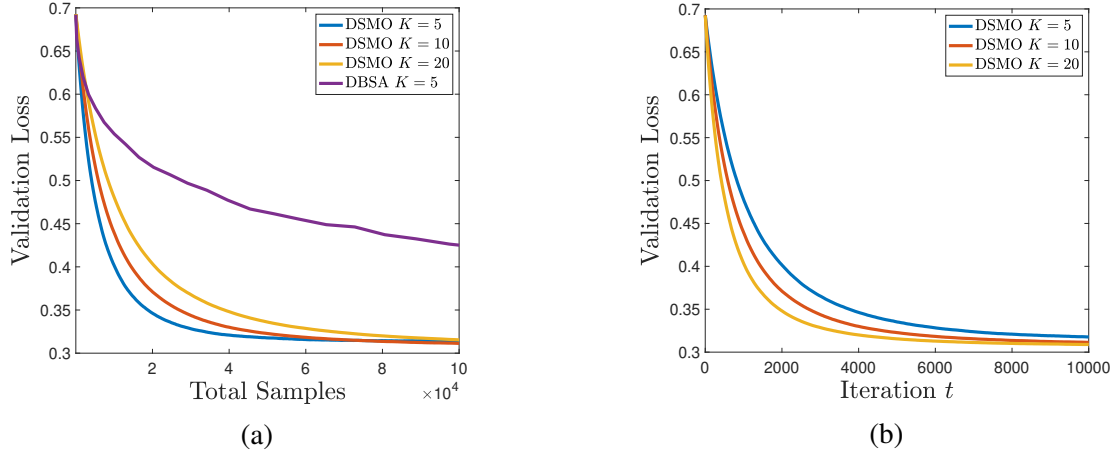 0.7
0.65
0.6
0.55
0.5
0.45
0.4
0.35
0.3
Validation Loss
DSMO K = 5
DSMO K = 10
DSMO K = 20
DBSA K = 5
2 4 6 8 10
Total Samples
×10^4
(a)
0.7
0.65
0.6
0.55
0.5
0.45
0.4
0.35
0.3
Validation Loss
DSMO K = 5
DSMO K = 10
DSMO K = 20
0 2000 4000 6000 8000 10000
Iteration t
(b)